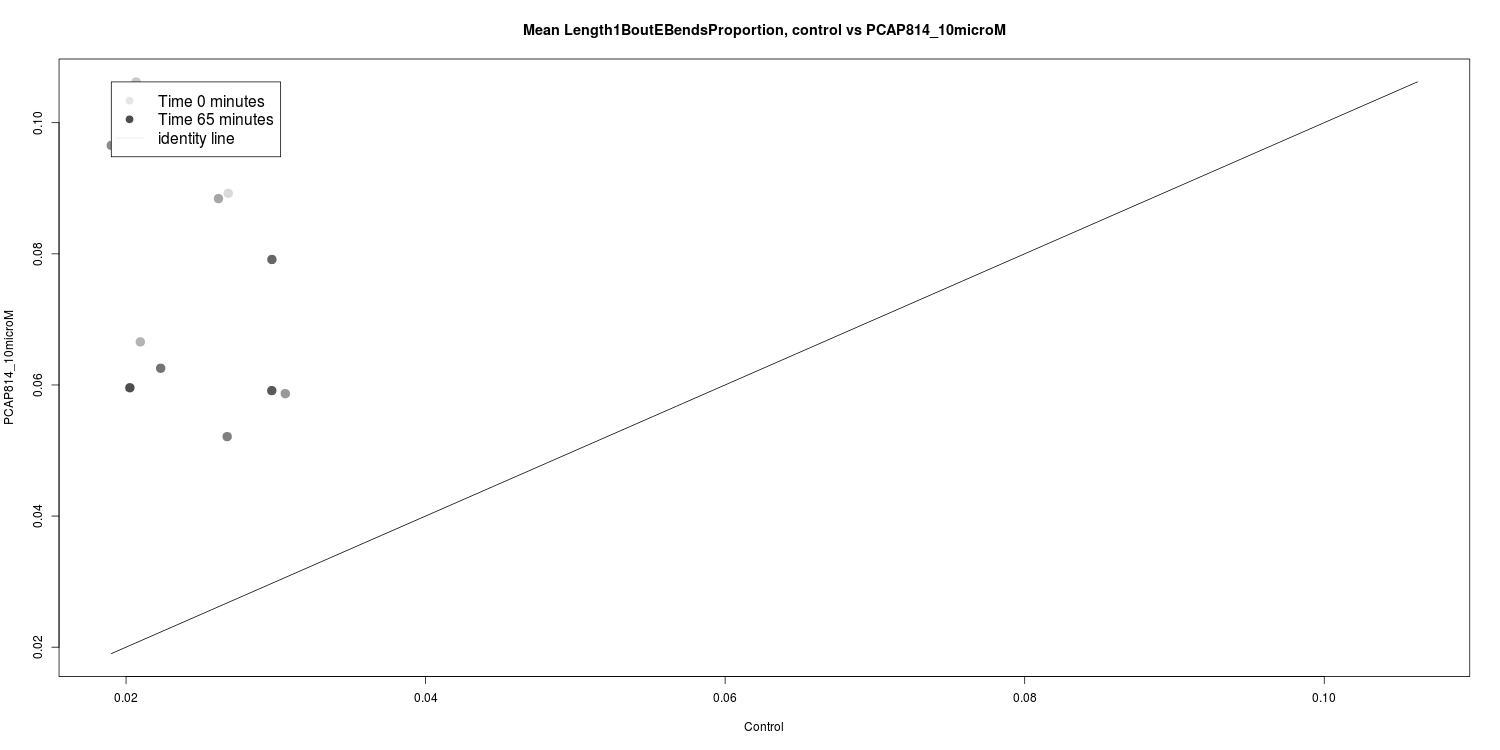 Mean Length1BoutEBendsProportion, control vs PCAP814_10microM
Time 0 minutes
Time 65 minutes
identity line
PCAP814_10microM
0.10
0.08
0.06
0.04
0.02
0.02 0.04 0.06 0.08 0.10
Control